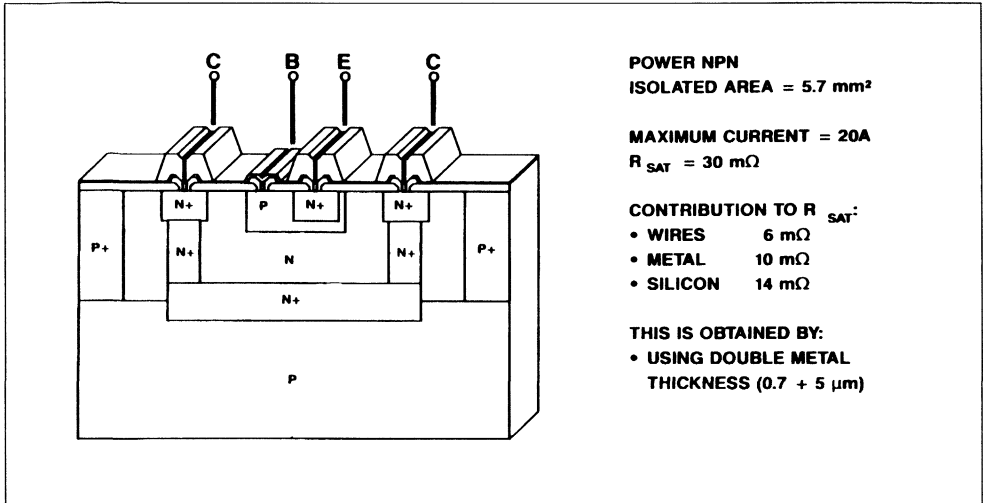 C B E C
N+ P N+ N+
P+ N+ N N+ P+
N+
P
POWER NPN
ISOLATED AREA = 5.7 mm²
MAXIMUM CURRENT = 20A
R SAT = 30 mΩ
CONTRIBUTION TO R SAT:
• WIRES 6 mΩ
• METAL 10 mΩ
• SILICON 14 mΩ
THIS IS OBTAINED BY:
• USING DOUBLE METAL
THICKNESS (0.7 + 5 µm)